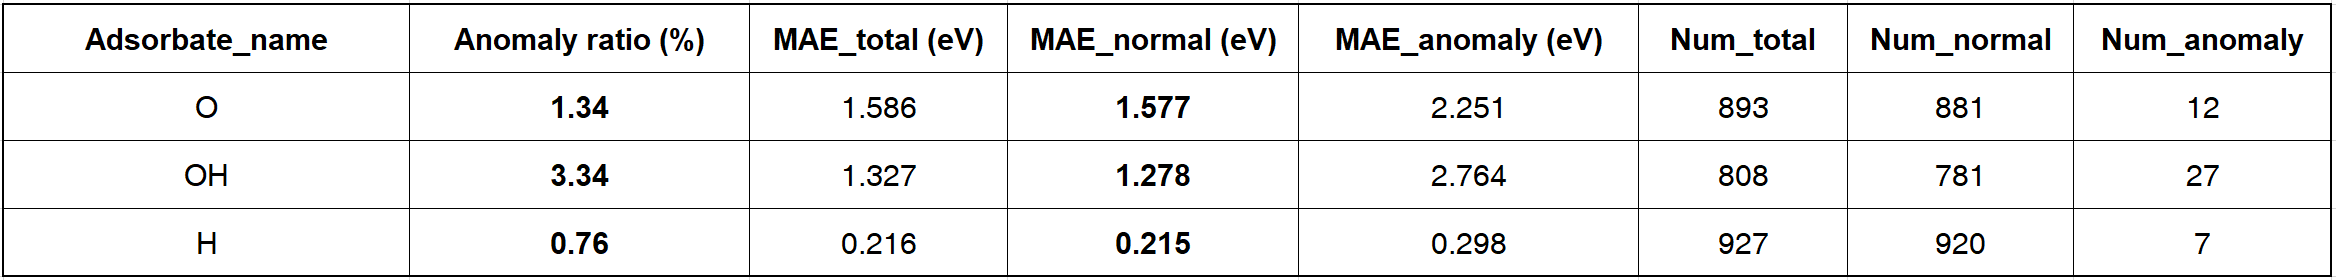 Adsorbate_name Anomaly ratio (%) MAE_total (eV) MAE_normal (eV) MAE_anomaly (eV) Num_total Num_normal Num_anomaly
O 1.34 1.586 1.577 2.251 893 881 12
OH 3.34 1.327 1.278 2.764 808 781 27
H 0.76 0.216 0.215 0.298 927 920 7